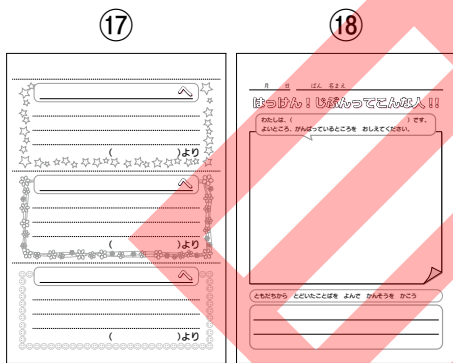 ⑰
へ
(　　　)より
へ
(　　　)より
へ
(　　　)より
⑱
月　日　ばん　なまえ
はっけん！じぶんってこんな人!!
わたしは、(　　　)です。
よいところ、がんばっているところを　おしえてください。
ともだちから　とどいたことばを　よんで　かんそうを　かこう